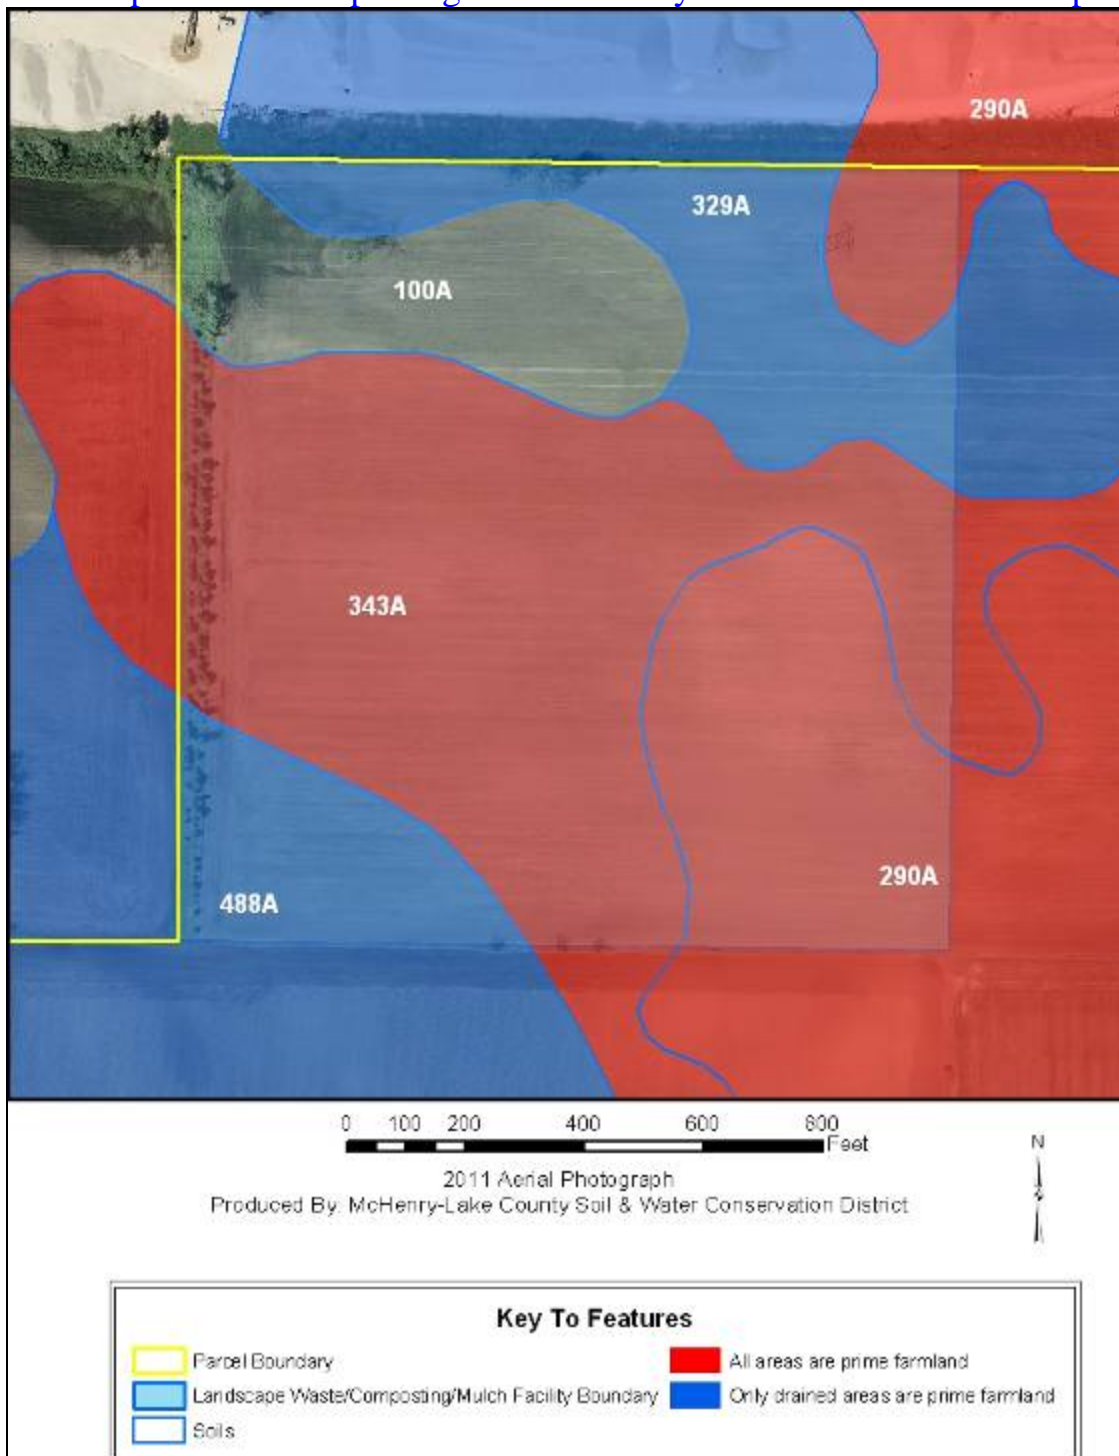 290A
329A
100A
343A
290A
488A
0 100 200 400 600 800
Feet
N
2011 Aerial Photograph
Produced By: McHenry-Lake County Soil & Water Conservation District
Key To Features
Parcel Boundary
All areas are prime farmland
Landscape Waste/Composting/Mulch Facility Boundary
Only drained areas are prime farmland
Soils